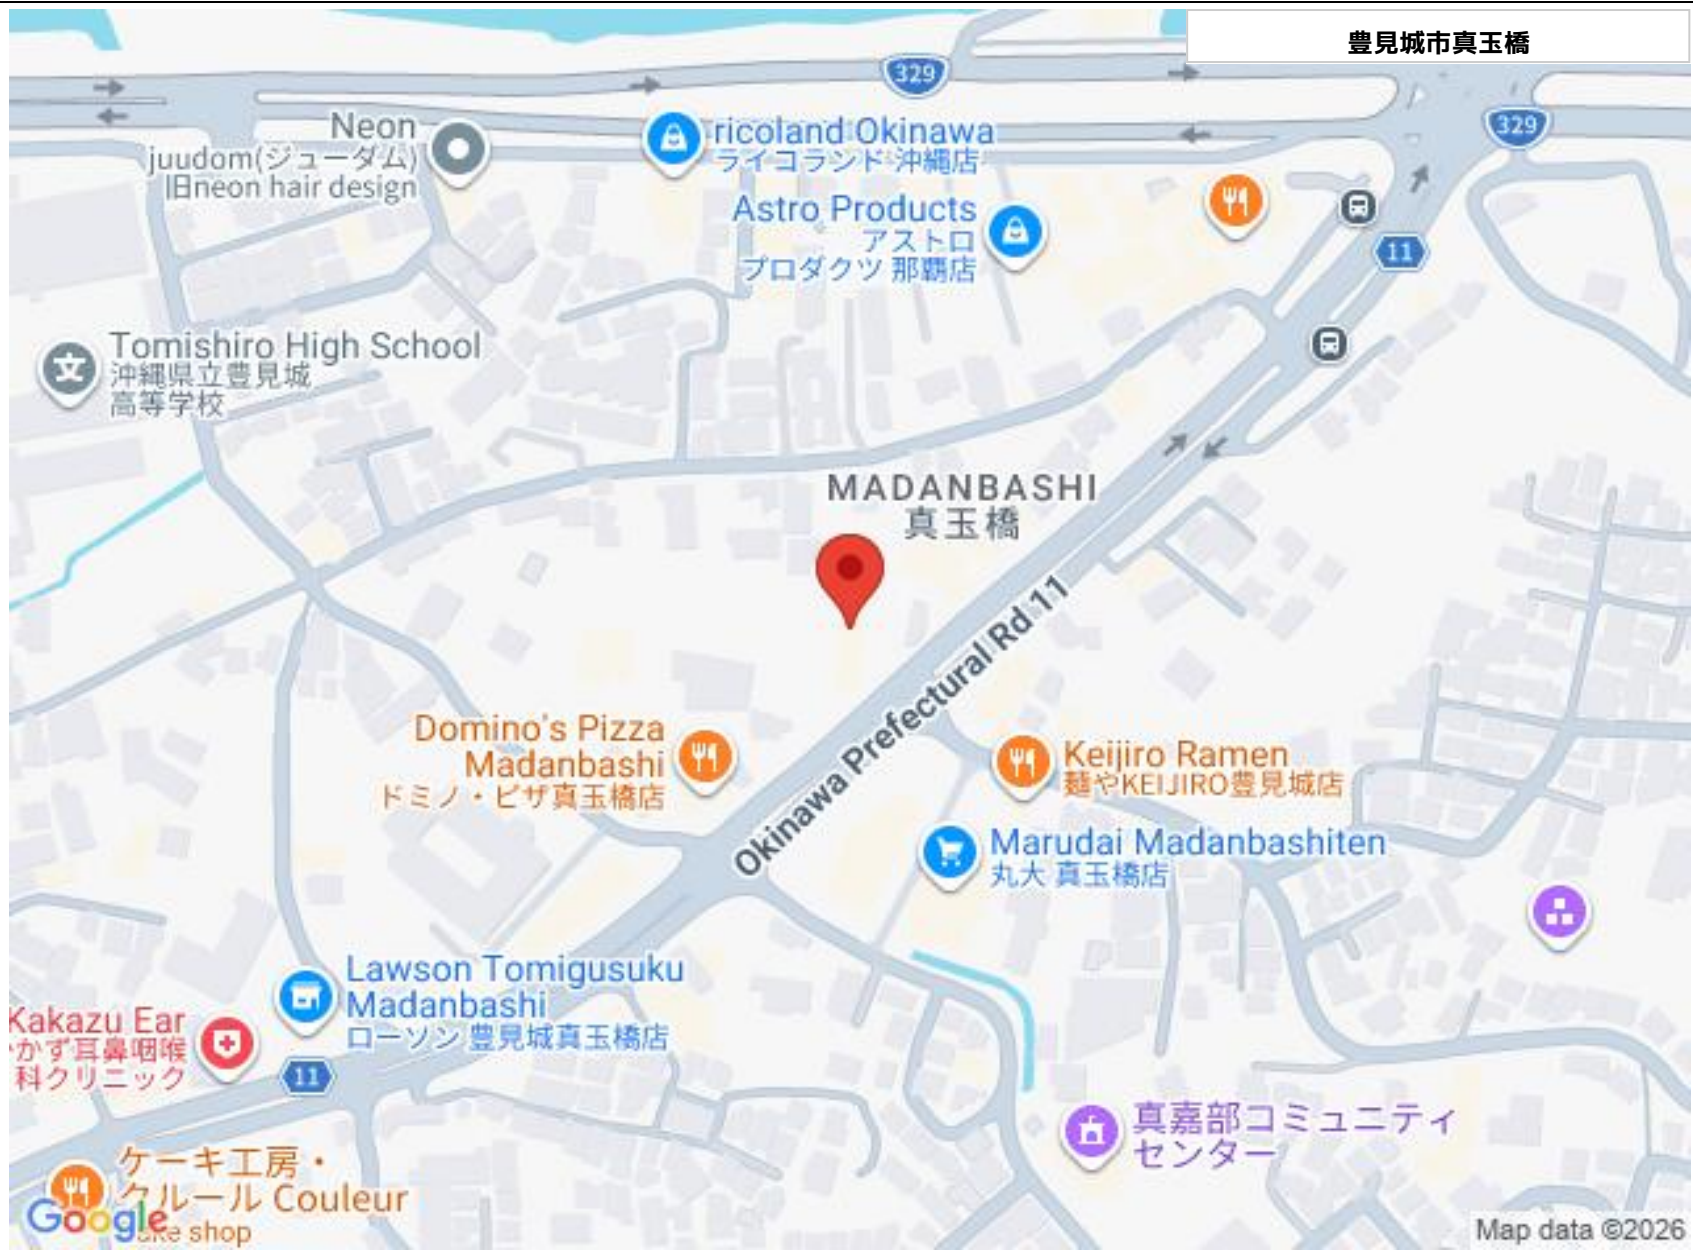 豊見城市真玉橋
329
329
Neon
juudom(ジューダム)
旧neon hair design
ricoland Okinawa
ライコランド 沖縄店
Astro Products
アストロ
プロダクツ 那覇店
11
Tomishiro High School
沖縄県立豊見城
高等学校
MADANBASHI
真玉橋
Okinawa Prefectural Rd 11
Domino's Pizza
Madanbashi
ドミノ・ピザ真玉橋店
Keijiro Ramen
麺やKEIJIRO豊見城店
Marudai Madanbashiten
丸大 真玉橋店
Lawson Tomigusuku
Madanbashi
ローソン 豊見城真玉橋店
Kakazu Ear
かず耳鼻咽喉
科クリニック
11
真嘉部コミュニティ
センター
ケーキ工房・
クルール Couleur
shop
Google
Map data ©2026